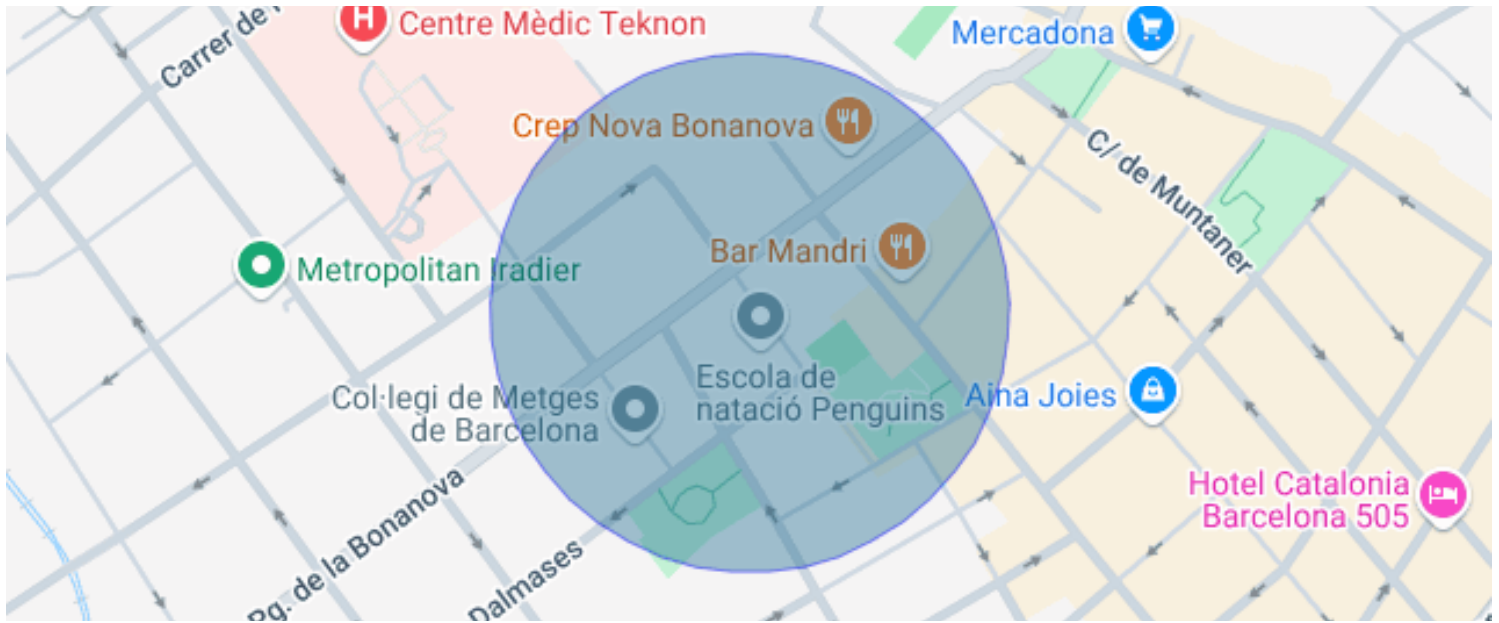 Centre Mèdic Teknon
Mercadona
Carrer de
Crep Nova Bonanova
C/ de Muntaner
Bar Mandri
Metropolitan Iradier
Escola de
natació Penguins
Aina Joies
Col·legi de Metges
de Barcelona
Hotel Catalonia
Barcelona 505
Pg. de la Bonanova
Dalmases
H